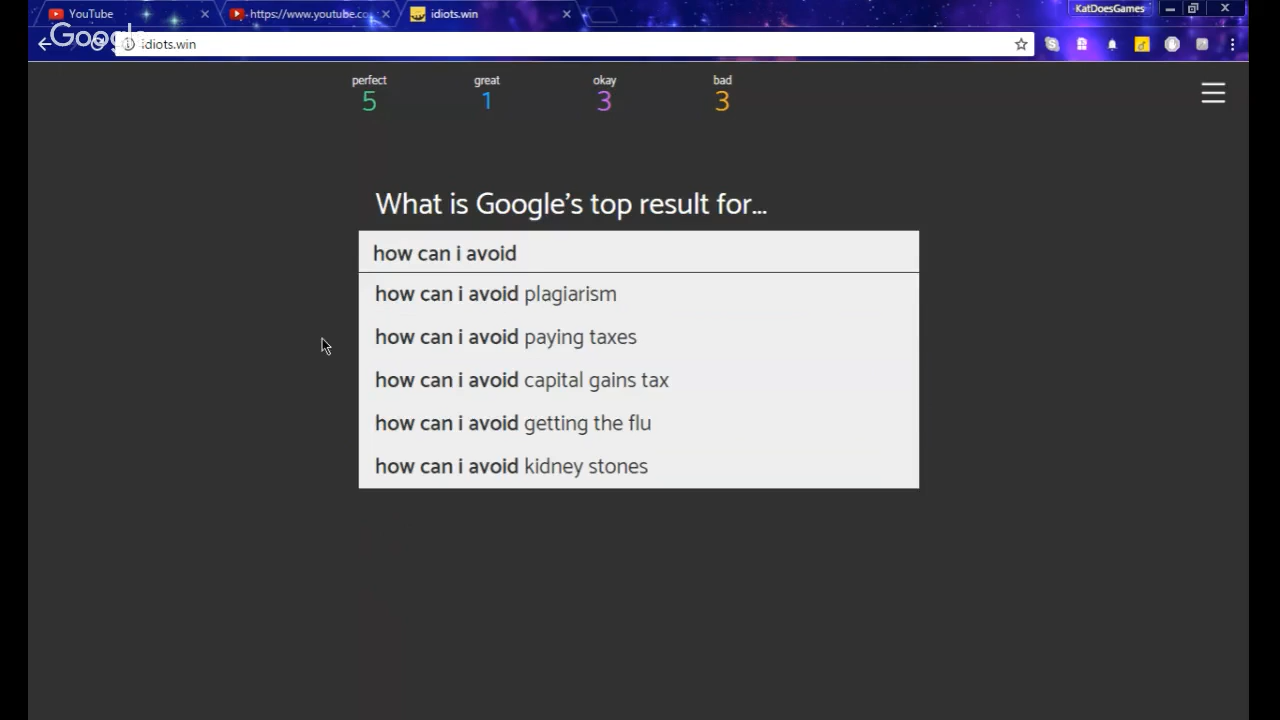 YouTube
https://www.youtube.co
idiots.win
KatDoesGames
Google
idiots.win
perfect
great
okay
bad
5
1
3
3
What is Google's top result for...
how can i avoid
how can i avoid plagiarism
how can i avoid paying taxes
how can i avoid capital gains tax
how can i avoid getting the flu
how can i avoid kidney stones